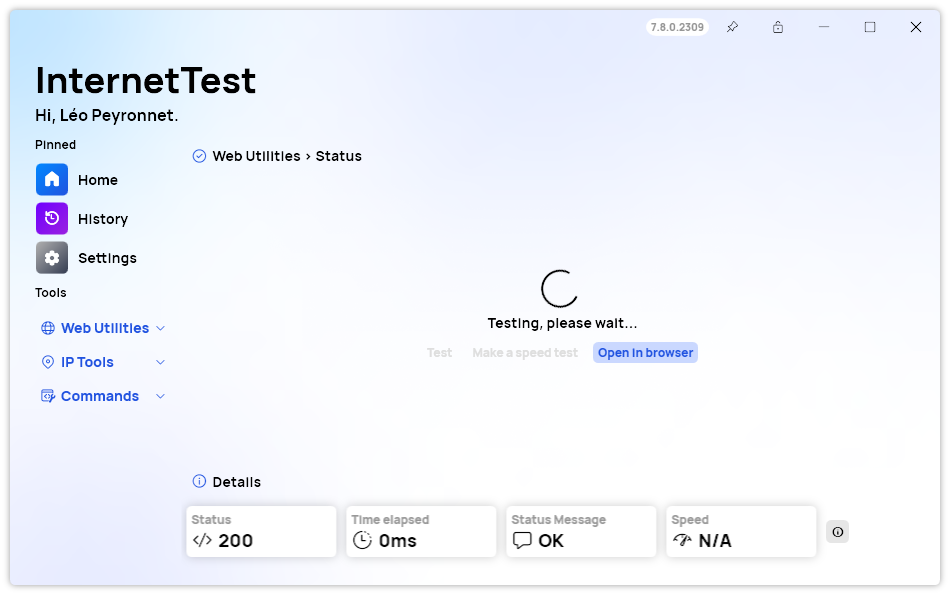 7.8.0.2309
InternetTest
Hi, Léo Peyronnet.
Pinned
Home
History
Settings
Tools
Web Utilities
IP Tools
Commands
Web Utilities > Status
Testing, please wait...
Test Make a speed test Open in browser
Details
Status
200
Time elapsed
0ms
Status Message
OK
Speed
N/A